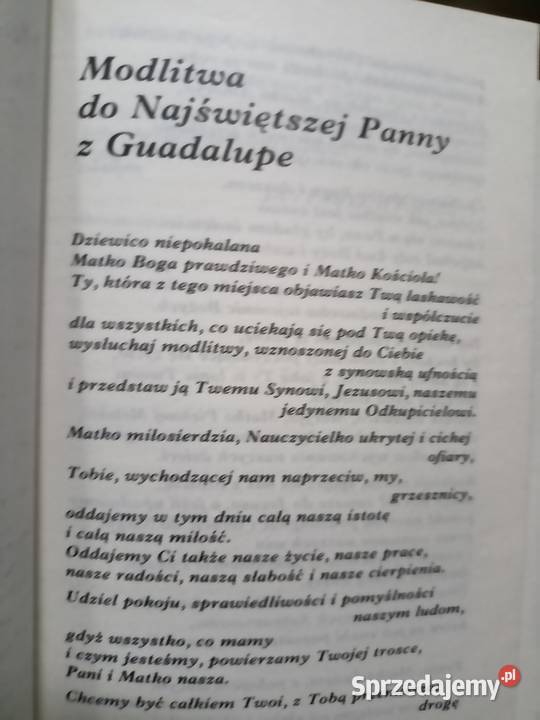 Modlitwa
do Najświętszej Panny
z Guadalupe
Dziewico niepokalana
Matko Boga prawdziwego i Matko Kościoła!
Ty, która z tego miejsca objawiasz Twą łaskawość
i współczucie
dla wszystkich, co uciekają się pod Twą opiekę,
wysłuchaj modlitwy, wznoszonej do Ciebie
z synowską ufnością
i przedstaw ją Twemu Synowi, Jezusowi, naszemu
jedynemu Odkupicielowi.
Matko miłosierdzia, Nauczycielko ukrytej i cichej
ofiary,
Tobie, wychodzącej nam naprzeciw, my,
grzesznicy,
oddajemy w tym dniu całą naszą istotę
i całą naszą miłość.
Oddajemy Ci także nasze życie, nasze prace,
nasze radości, naszą słabość i nasze cierpienia.
Udziel pokoju, sprawiedliwości i pomyślności
naszym ludom,
gdyż wszystko, co mamy
i czym jesteśmy, powierzamy Twojej trosce,
Pani i Matko nasza.
Chcemy być całkiem Twoi, z Tobą
drogę
Sprzedajemy.pl